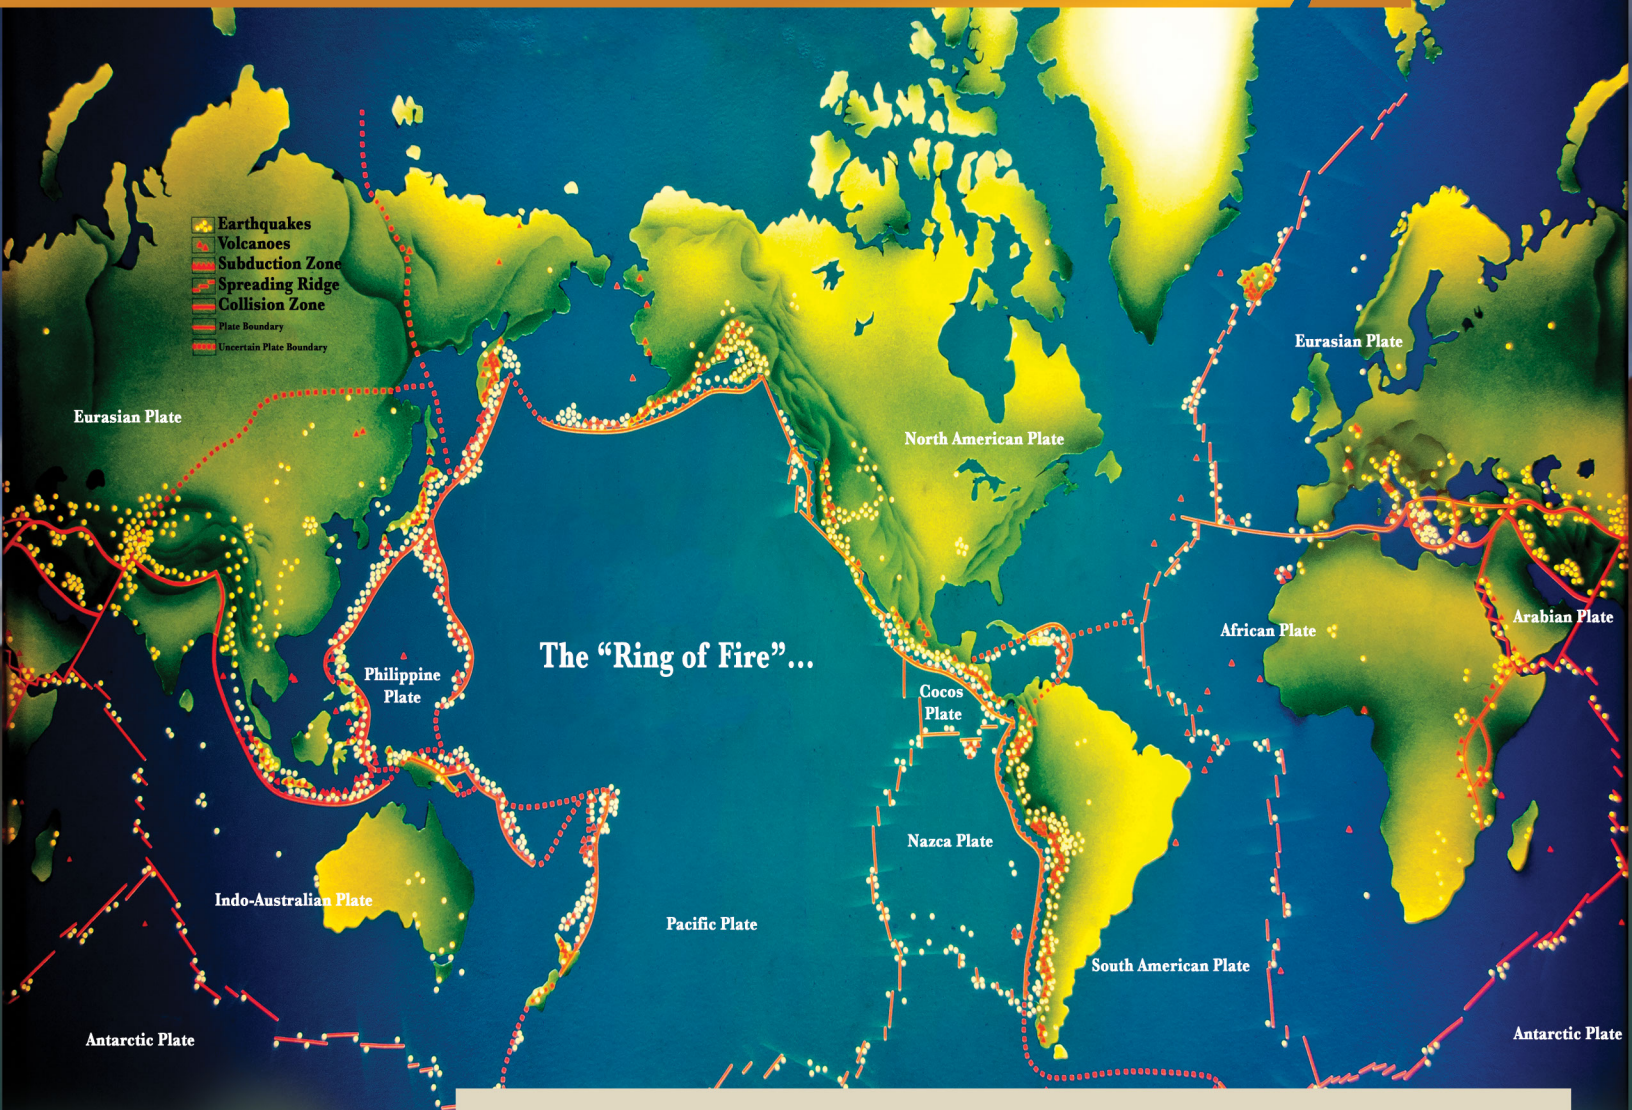 Earthquakes
Volcanoes
Subduction Zone
Spreading Ridge
Collision Zone
Plate Boundary
Uncertain Plate Boundary
Eurasian Plate
Eurasian Plate
North American Plate
Arabian Plate
African Plate
The “Ring of Fire”...
Philippine
Plate
Cocos
Plate
Nazca Plate
Indo-Australian Plate
Pacific Plate
South American Plate
Antarctic Plate
Antarctic Plate